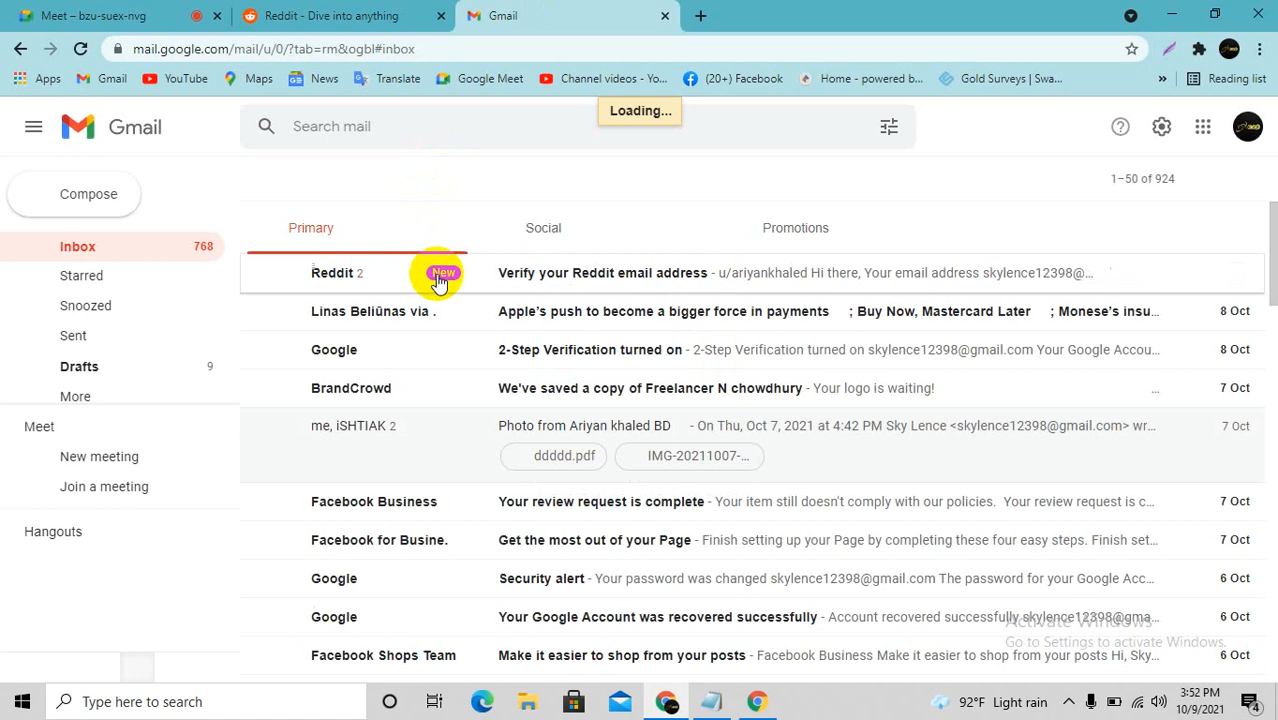 Meet – bzu-suex-nvg
Reddit - Dive into anything
Gmail
mail.google.com/mail/u/0/?tab=rm&ogbl#inbox
Apps
Gmail
YouTube
Maps
News
Translate
Google Meet
Channel videos - Yo...
(20+) Facebook
Home - powered b...
Gold Surveys | Swa...
»
Reading list
Loading...
Gmail
Search mail
Compose
1–50 of 924
Primary
Social
Promotions
Inbox 768
Starred
Snoozed
Sent
Drafts 9
More
Meet
New meeting
Join a meeting
Hangouts
Reddit 2 New Verify your Reddit email address - u/ariyankhaled Hi there, Your email address skylence12398@...
Linas Beliūnas via . Apple's push to become a bigger force in payments ; Buy Now, Mastercard Later ; Monese's insu... 8 Oct
Google 2-Step Verification turned on - 2-Step Verification turned on skylence12398@gmail.com Your Google Accou... 8 Oct
BrandCrowd We've saved a copy of Freelancer N chowdhury - Your logo is waiting! ... 7 Oct
me, iSHTIAK 2 Photo from Ariyan khaled BD - On Thu, Oct 7, 2021 at 4:42 PM Sky Lence <skylence12398@gmail.com> wr... 7 Oct
ddddd.pdf IMG-20211007-...
Facebook Business Your review request is complete - Your item still doesn't comply with our policies. Your review request is c... 7 Oct
Facebook for Busine. Get the most out of your Page - Finish setting up your Page by completing these four easy steps. Finish set... 7 Oct
Google Security alert - Your password was changed skylence12398@gmail.com The password for your Google Acc... 6 Oct
Google Your Google Account was recovered successfully - Account recovered successfully skylence12398@gma... 6 Oct
Facebook Shops Team Make it easier to shop from your posts - Facebook Business Make it easier to shop from your posts Hi, Sky... 6 Oct
Activate Windows
Go to Settings to activate Windows.
Type here to search
92°F Light rain
3:52 PM
10/9/2021
4